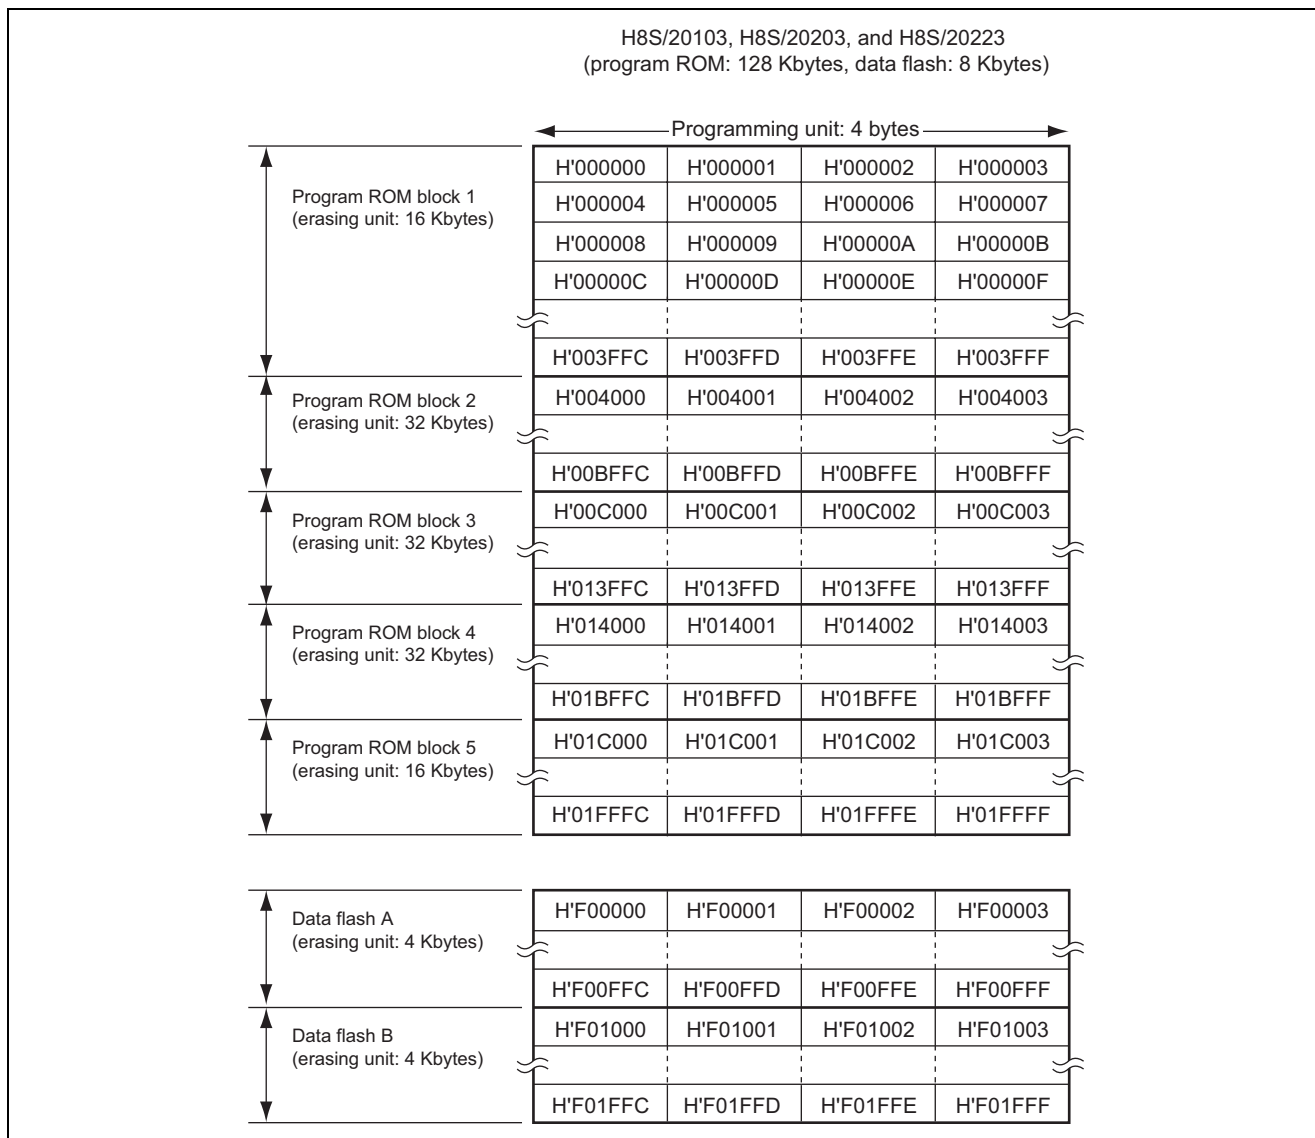 H8S/20103, H8S/20203, and H8S/20223
(program ROM: 128 Kbytes, data flash: 8 Kbytes)
Programming unit: 4 bytes
Program ROM block 1
(erasing unit: 16 Kbytes)
H'000000 H'000001 H'000002 H'000003
H'000004 H'000005 H'000006 H'000007
H'000008 H'000009 H'00000A H'00000B
H'00000C H'00000D H'00000E H'00000F
H'003FFC H'003FFD H'003FFE H'003FFF
Program ROM block 2
(erasing unit: 32 Kbytes)
H'004000 H'004001 H'004002 H'004003
H'00BFFC H'00BFFD H'00BFFE H'00BFFF
Program ROM block 3
(erasing unit: 32 Kbytes)
H'00C000 H'00C001 H'00C002 H'00C003
H'013FFC H'013FFD H'013FFE H'013FFF
Program ROM block 4
(erasing unit: 32 Kbytes)
H'014000 H'014001 H'014002 H'014003
H'01BFFC H'01BFFD H'01BFFE H'01BFFF
Program ROM block 5
(erasing unit: 16 Kbytes)
H'01C000 H'01C001 H'01C002 H'01C003
H'01FFFC H'01FFFD H'01FFFE H'01FFFF
Data flash A
(erasing unit: 4 Kbytes)
H'F00000 H'F00001 H'F00002 H'F00003
H'F00FFC H'F00FFD H'F00FFE H'F00FFF
Data flash B
(erasing unit: 4 Kbytes)
H'F01000 H'F01001 H'F01002 H'F01003
H'F01FFC H'F01FFD H'F01FFE H'F01FFF